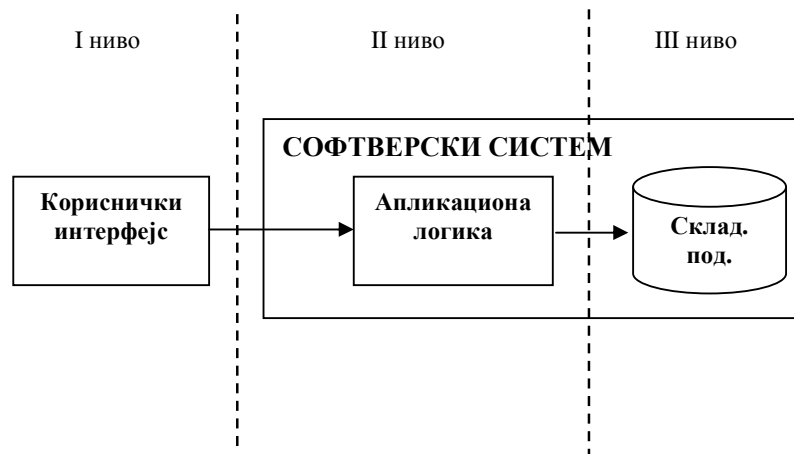 I ниво
II ниво
III ниво
СОФТВЕРСКИ СИСТЕМ
Кориснички
интерфејс
Апликациона
логика
Склад.
под.